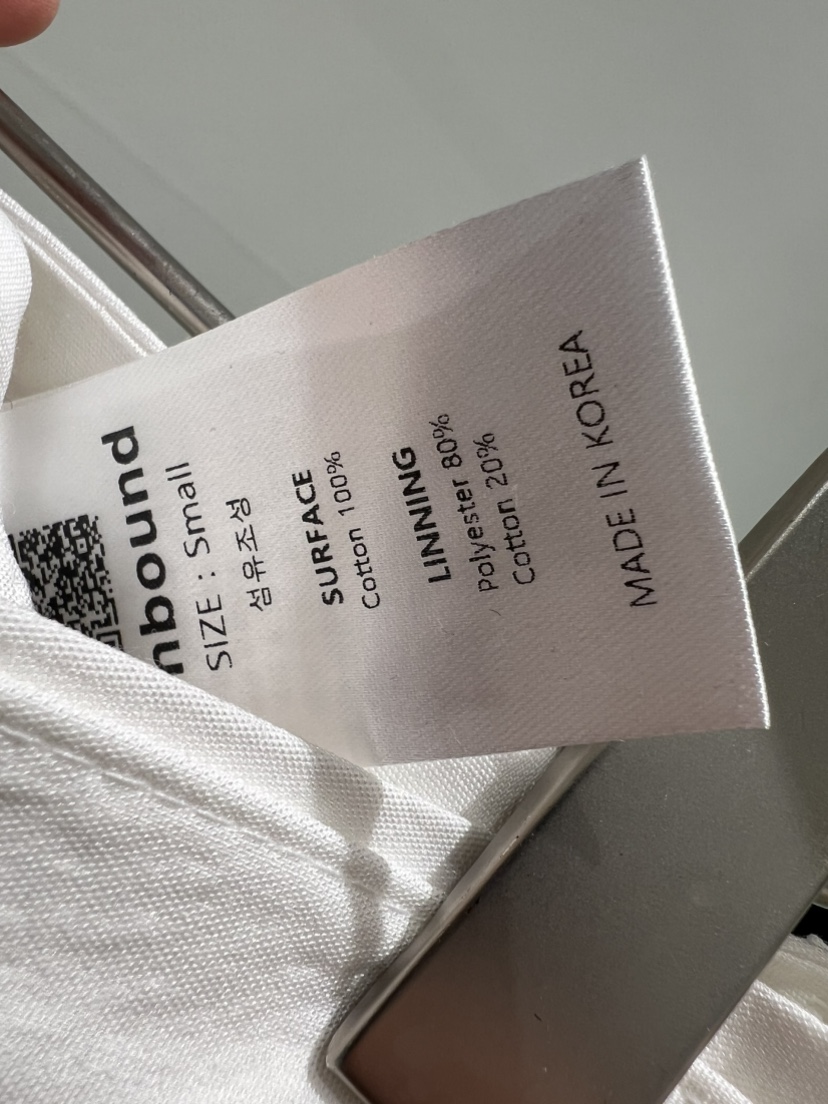 nbound
SIZE : Small
섬유조성
SURFACE
Cotton 100%
LINNING
Polyester 80%
Cotton 20%
MADE IN KOREA